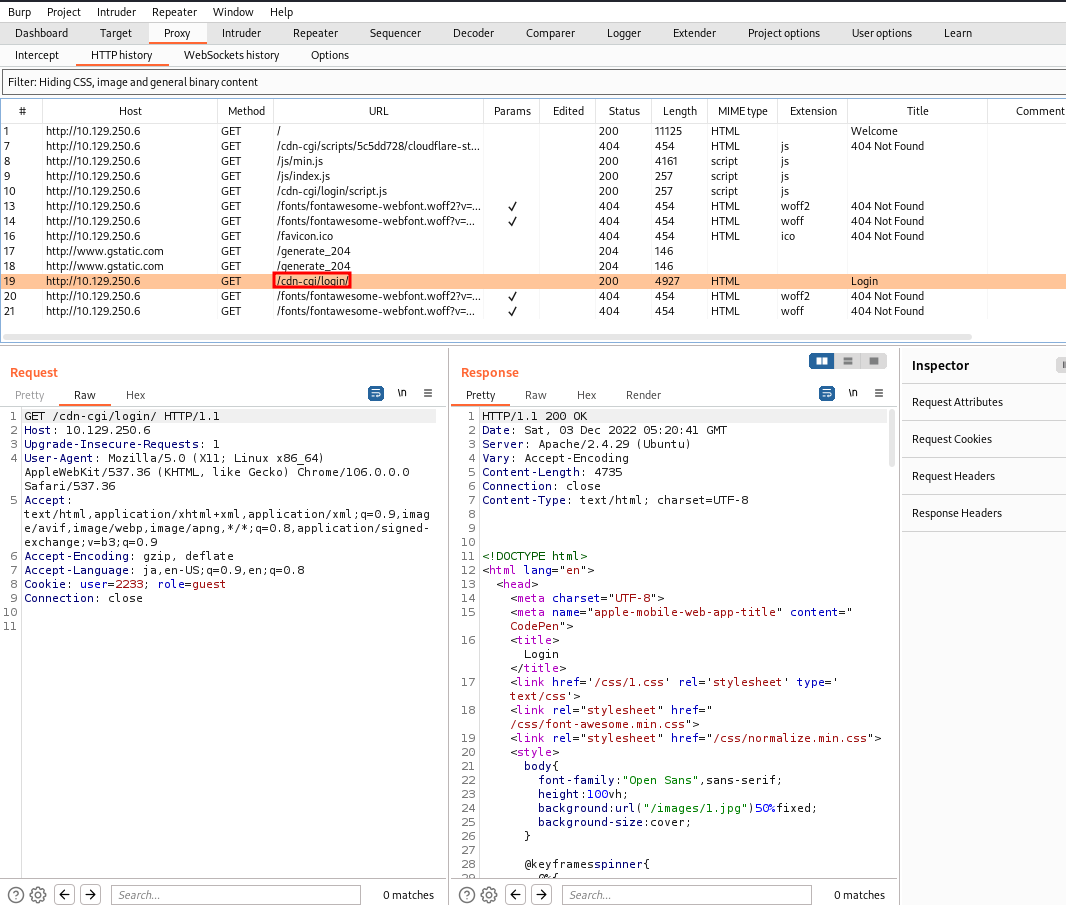 Burp Project Intruder Repeater Window Help
Dashboard Target Proxy Intruder Repeater Sequencer Decoder Comparer Logger Extender Project options User options Learn
Intercept HTTP history WebSockets history Options
Filter: Hiding CSS, image and general binary content
# Host Method URL Params Edited Status Length MIME type Extension Title Comment
1 http://10.129.250.6 GET / 200 11125 HTML Welcome
7 http://10.129.250.6 GET /cdn-cgi/scripts/5c5dd728/cloudflare-st... 404 454 HTML js 404 Not Found
8 http://10.129.250.6 GET /js/min.js 200 4161 script js
9 http://10.129.250.6 GET /js/index.js 200 257 script js
10 http://10.129.250.6 GET /cdn-cgi/login/script.js 200 257 script js
13 http://10.129.250.6 GET /fonts/fontawesome-webfont.woff2?v=... ✓ 404 454 HTML woff2 404 Not Found
14 http://10.129.250.6 GET /fonts/fontawesome-webfont.woff?v=... ✓ 404 454 HTML woff 404 Not Found
16 http://10.129.250.6 GET /favicon.ico 404 454 HTML ico 404 Not Found
17 http://www.gstatic.com GET /generate_204 204 146
18 http://www.gstatic.com GET /generate_204 204 146
19 http://10.129.250.6 GET /cdn-cgi/login/ 200 4927 HTML Login
20 http://10.129.250.6 GET /fonts/fontawesome-webfont.woff2?v=... ✓ 404 454 HTML woff2 404 Not Found
21 http://10.129.250.6 GET /fonts/fontawesome-webfont.woff?v=... ✓ 404 454 HTML woff 404 Not Found
Request
Pretty Raw Hex \n
1 GET /cdn-cgi/login/ HTTP/1.1
2 Host: 10.129.250.6
3 Upgrade-Insecure-Requests: 1
4 User-Agent: Mozilla/5.0 (X11; Linux x86_64)
AppleWebKit/537.36 (KHTML, like Gecko) Chrome/106.0.0.0
Safari/537.36
5 Accept:
text/html,application/xhtml+xml,application/xml;q=0.9,imag
e/avif,image/webp,image/apng,*/*;q=0.8,application/signed-
exchange;v=b3;q=0.9
6 Accept-Encoding: gzip, deflate
7 Accept-Language: ja,en-US;q=0.9,en;q=0.8
8 Cookie: user=2233; role=guest
9 Connection: close
10
11
Search... 0 matches
Response
Pretty Raw Hex Render \n
1 HTTP/1.1 200 OK
2 Date: Sat, 03 Dec 2022 05:20:41 GMT
3 Server: Apache/2.4.29 (Ubuntu)
4 Vary: Accept-Encoding
5 Content-Length: 4735
6 Connection: close
7 Content-Type: text/html; charset=UTF-8
8
9
10
11 <!DOCTYPE html>
12 <html lang="en">
13 <head>
14 <meta charset="UTF-8">
15 <meta name="apple-mobile-web-app-title" content="
CodePen">
16 <title>
Login
</title>
17 <link href='/css/1.css' rel='stylesheet' type='
text/css'>
18 <link rel="stylesheet" href="
/css/font-awesome.min.css">
19 <link rel="stylesheet" href="/css/normalize.min.css">
20 <style>
21 body{
22 font-family:"Open Sans",sans-serif;
23 height:100vh;
24 background:url("/images/1.jpg")50%fixed;
25 background-size:cover;
26 }
27
28 @keyframesspinner{
29 0%{
Search... 0 matches
Inspector
Request Attributes
Request Cookies
Request Headers
Response Headers